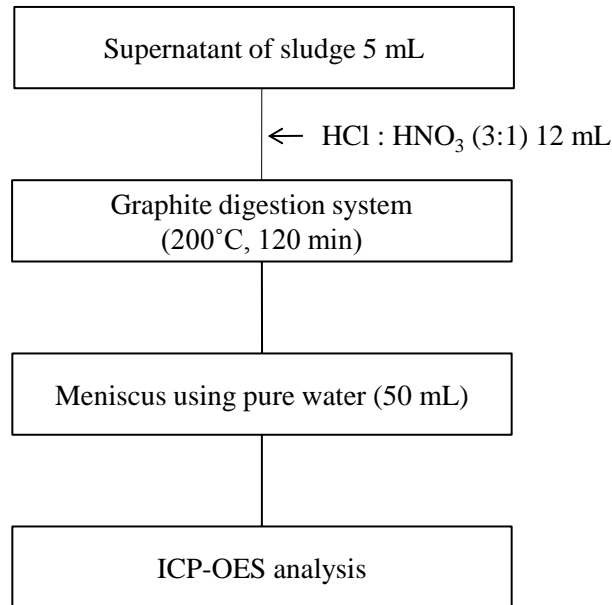 Supernatant of sludge 5 mL
HCl : HNO₃ (3:1) 12 mL
Graphite digestion system
(200˚C, 120 min)
Meniscus using pure water (50 mL)
ICP-OES analysis